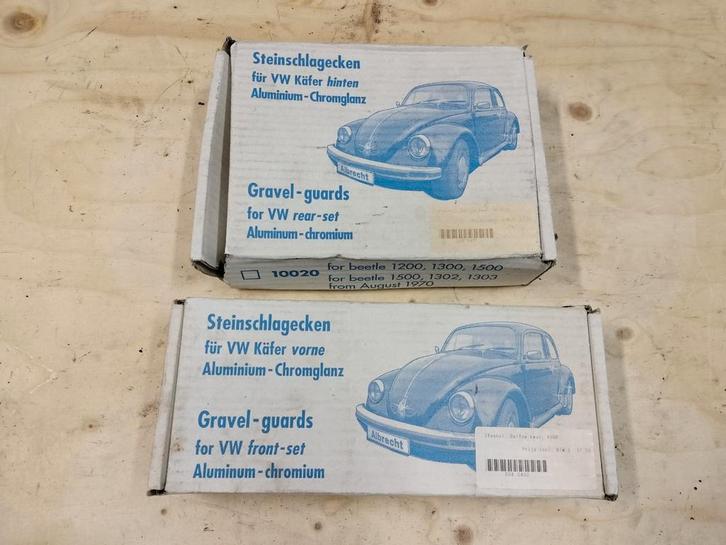 Steinschlagecken
für VW Käfer hinten
Aluminium-Chromglanz
Albrecht
Gravel-guards
for VW rear-set
Aluminum-chromium
10020
for beetle 1200, 1300, 1500
for beetle 1500, 1302, 1303
from August 1970
Steinschlagecken
für VW Käfer vorne
Aluminium-Chromglanz
Albrecht
Gravel-guards
for VW front-set
Aluminum-chromium